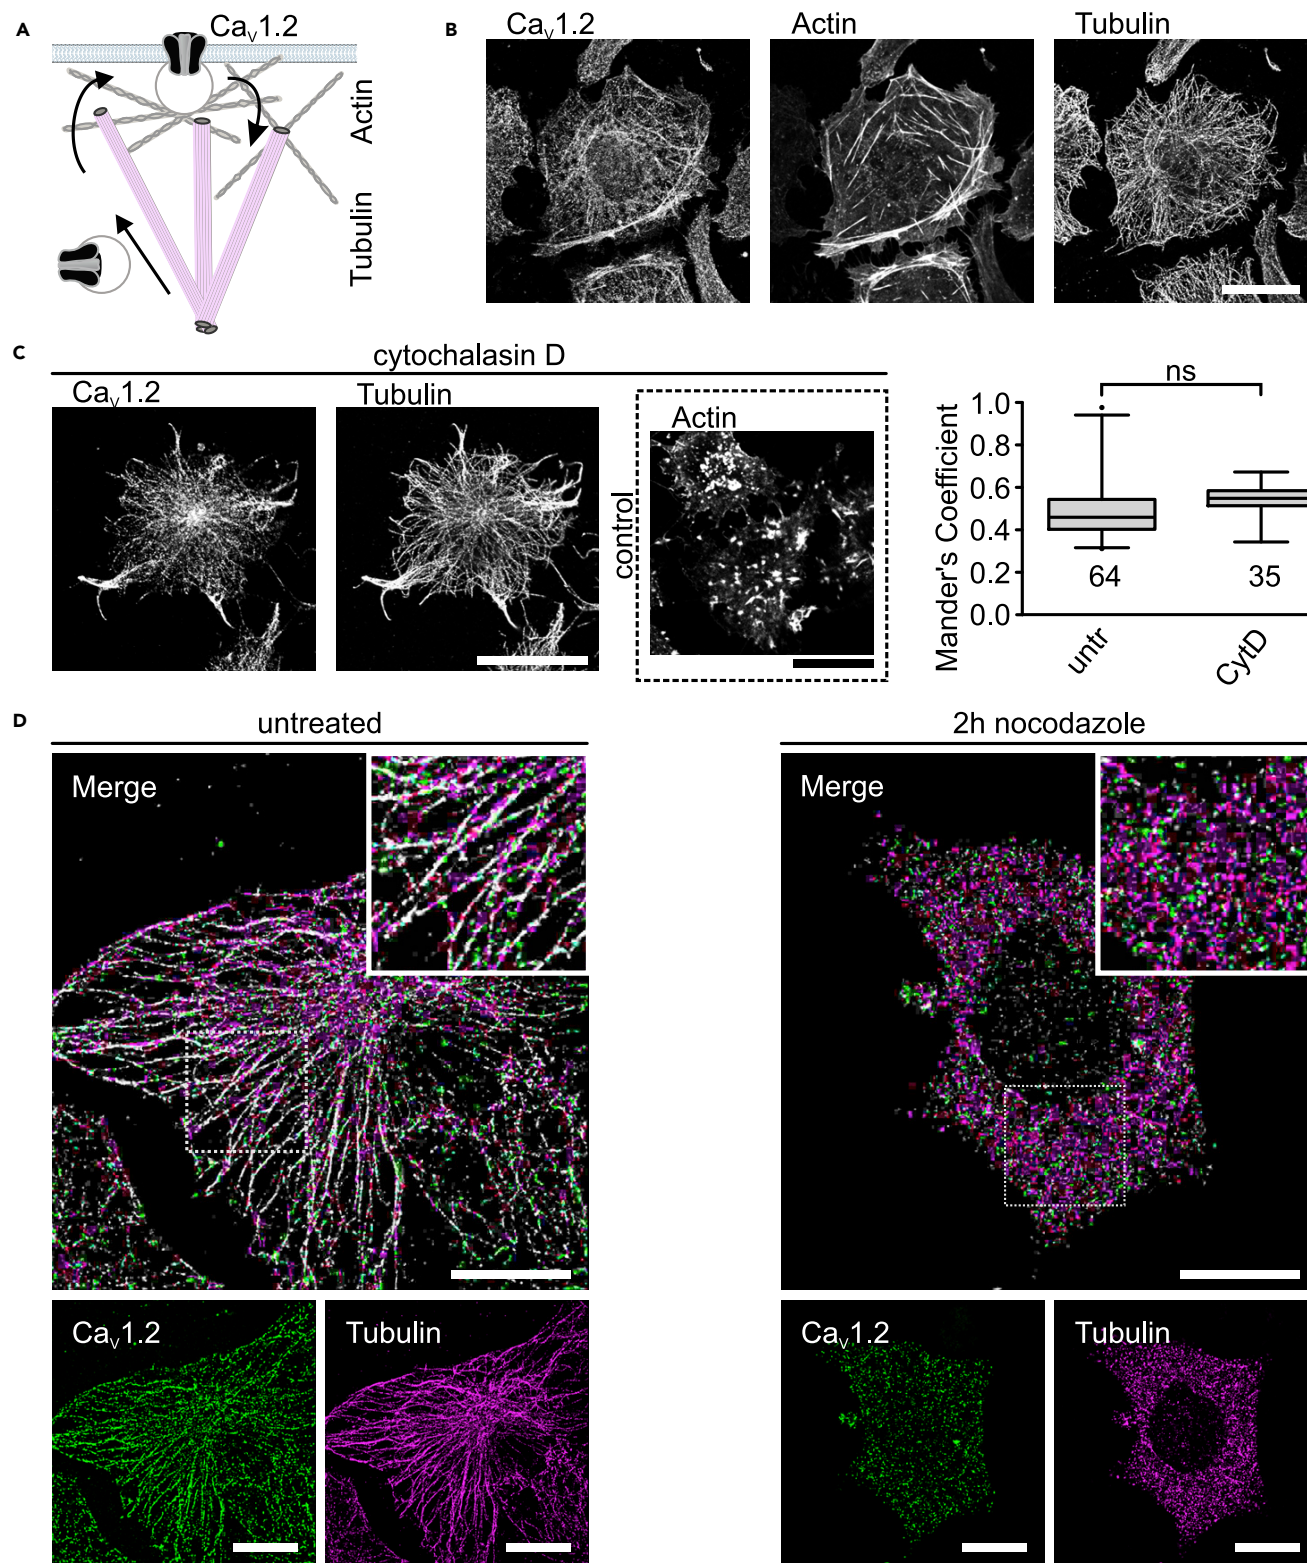 A
Caᵥ1.2
Actin
Tubulin
B
Caᵥ1.2
Actin
Tubulin
C
cytochalasin D
Caᵥ1.2
Tubulin
control
Actin
Mander's Coefficient
1.0
0.8
0.6
0.4
0.2
0.0
ns
64
35
untr
CytD
D
untreated
Merge
Caᵥ1.2
Tubulin
2h nocodazole
Merge
Caᵥ1.2
Tubulin